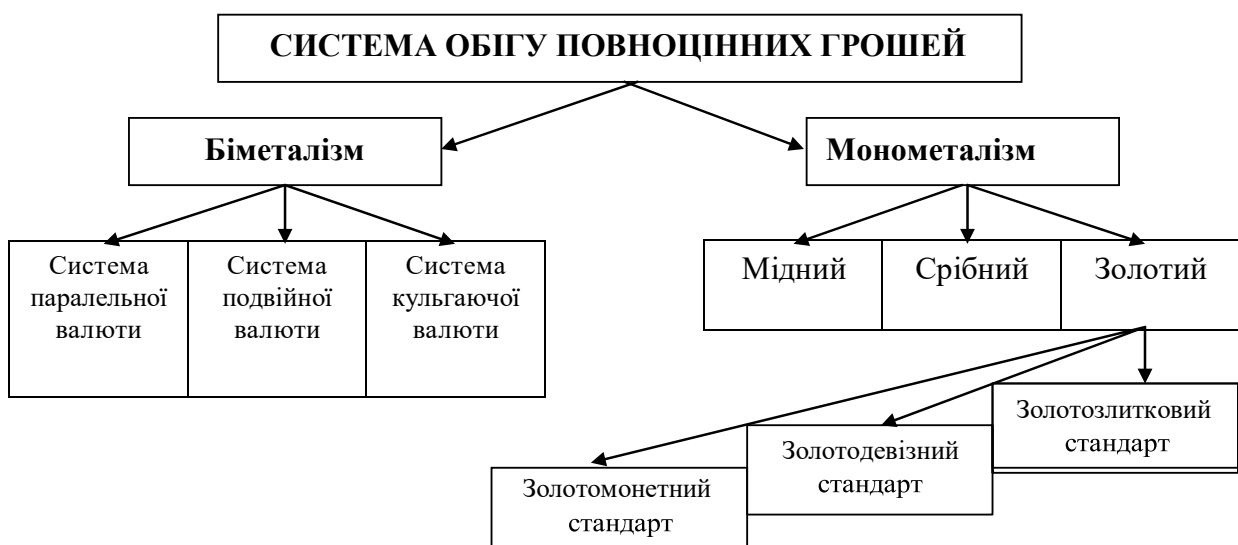 СИСТЕМА ОБІГУ ПОВНОЦІННИХ ГРОШЕЙ
Біметалізм
Монометалізм
Система
паралельної
валюти
Система
подвійної
валюти
Система
кульгаючої
валюти
Мідний
Срібний
Золотий
Золотозлитковий
стандарт
Золотодевізний
стандарт
Золотомонетний
стандарт